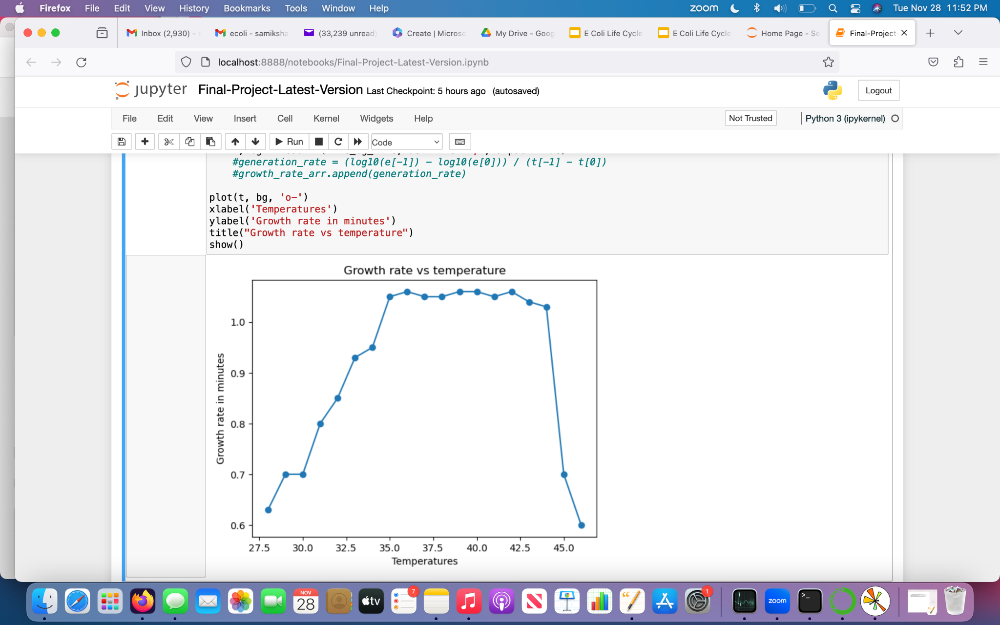 Firefox File Edit View History Bookmarks Tools Window Help zoom Tue Nov 28 11:52 PM
Inbox (2,930) - ecoli - samiksha (33,239 unread) Create | Microso My Drive - Goog E Coli Life Cycle E Coli Life Cycle Home Page - Se Final-Project-
localhost:8888/notebooks/Final-Project-Latest-Version.ipynb
jupyter Final-Project-Latest-Version Last Checkpoint: 5 hours ago (autosaved) Logout
File Edit View Insert Cell Kernel Widgets Help Not Trusted Python 3 (ipykernel)
Run Code
#generation_rate = (log10(e[-1]) - log10(e[0])) / (t[-1] - t[0])
#growth_rate_arr.append(generation_rate)
plot(t, bg, 'o-')
xlabel('Temperatures')
ylabel('Growth rate in minutes')
title("Growth rate vs temperature")
show()
Growth rate vs temperature
Growth rate in minutes
1.0
0.9
0.8
0.7
0.6
27.5 30.0 32.5 35.0 37.5 40.0 42.5 45.0
Temperatures
NOV
28
tv
7
1
zoom
>_